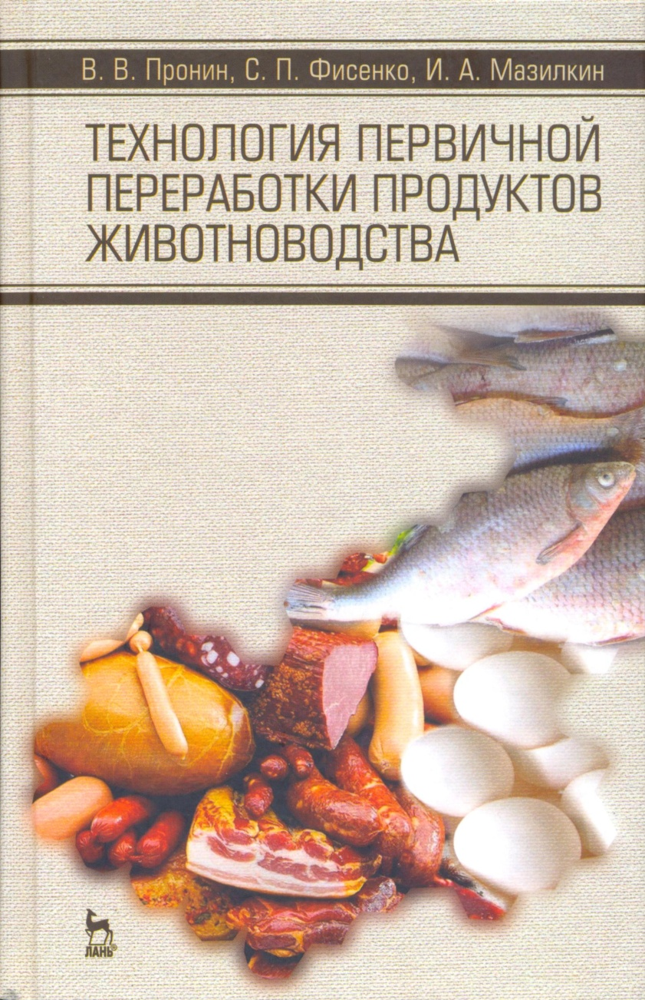 В. В. Пронин, С. П. Фисенко, И. А. Мазилкин
ТЕХНОЛОГИЯ ПЕРВИЧНОЙ
ПЕРЕРАБОТКИ ПРОДУКТОВ
ЖИВОТНОВОДСТВА
ЛАНЬ®